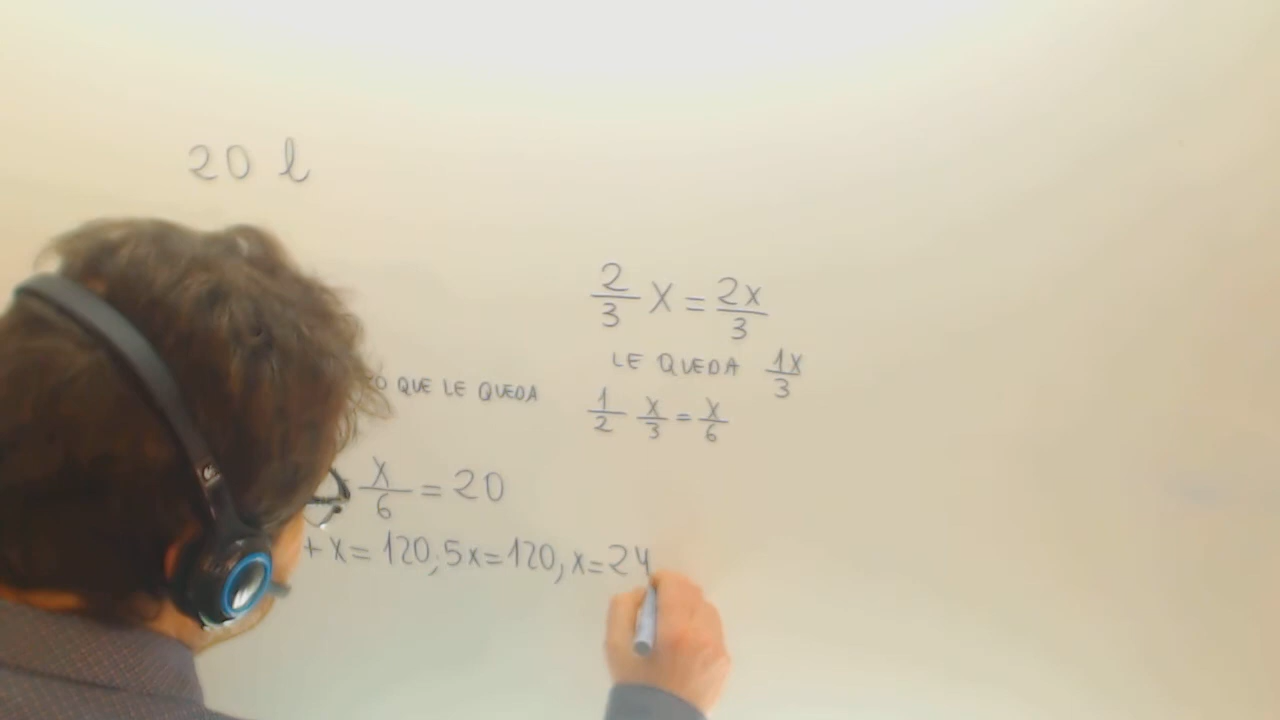 20 l
2/3 x = 2x/3
LE QUEDA 1x/3
QUE LE QUEDA
1/2 x/3 = x/6
x/6 = 20
+ x = 120; 5x = 120, x = 24